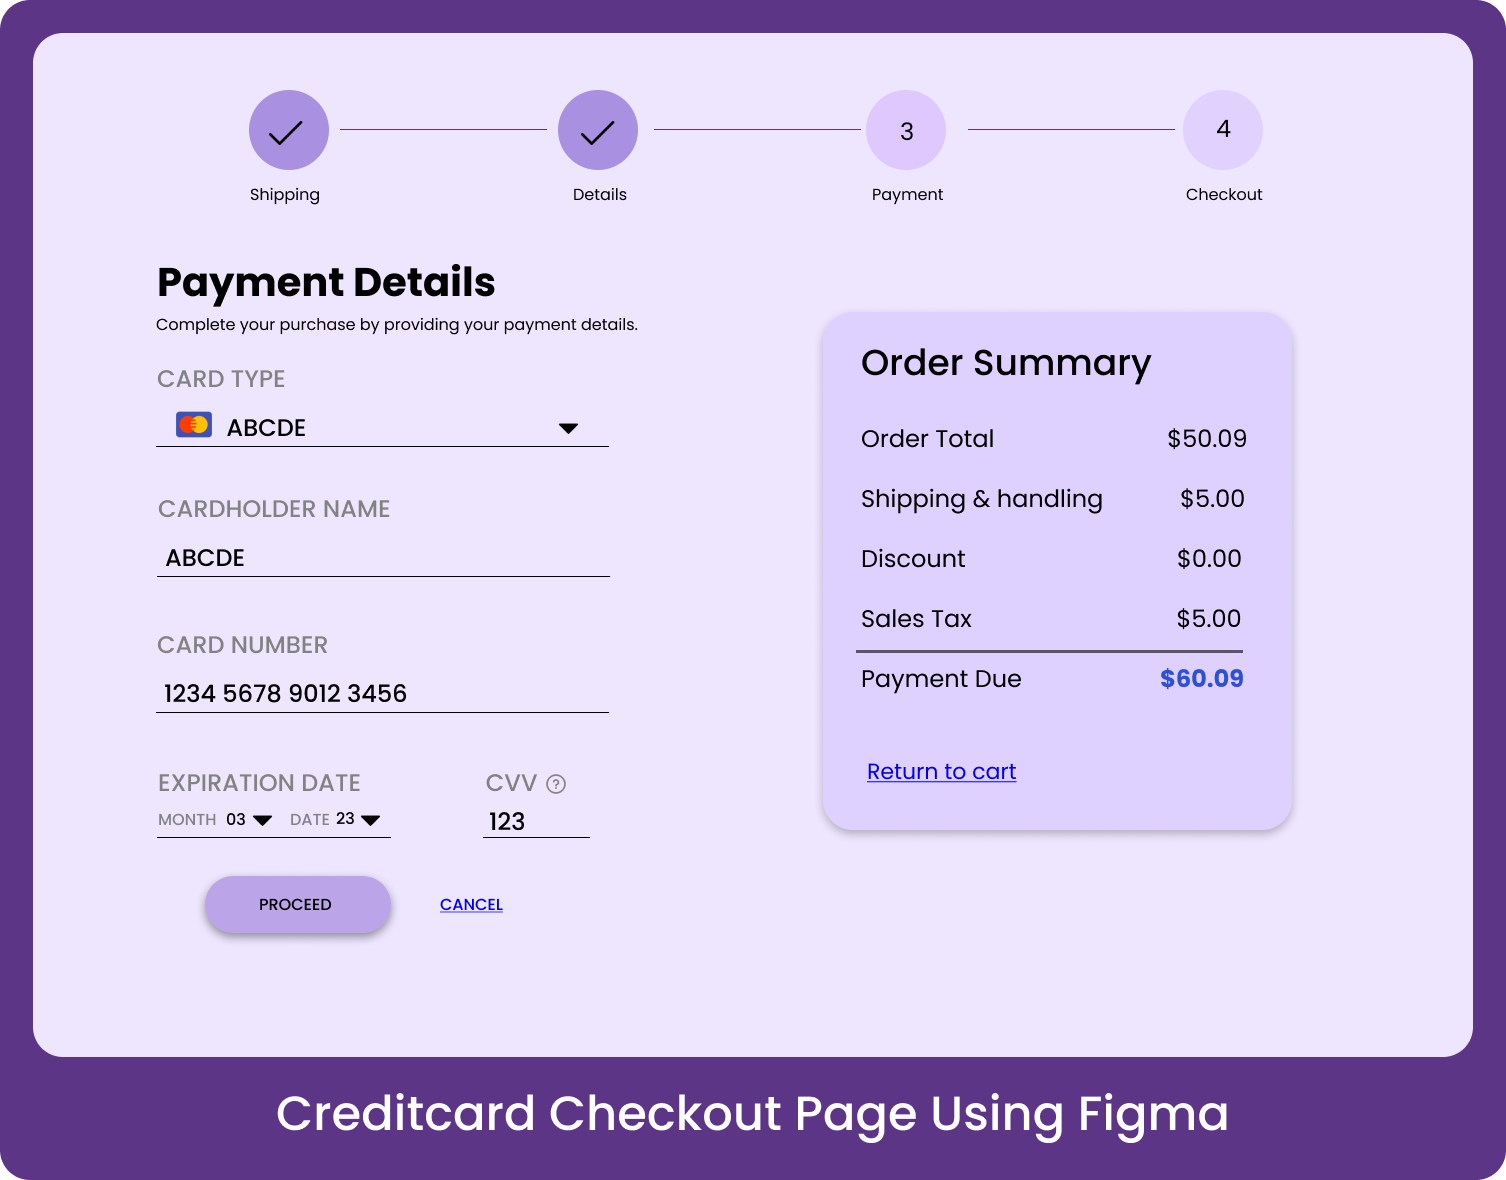 3
4
Shipping
Details
Payment
Checkout
Payment Details
Complete your purchase by providing your payment details.
CARD TYPE
ABCDE
CARDHOLDER NAME
ABCDE
CARD NUMBER
1234 5678 9012 3456
EXPIRATION DATE
MONTH 03 DATE 23
CVV ?
123
PROCEED
CANCEL
Order Summary
Order Total $50.09
Shipping & handling $5.00
Discount $0.00
Sales Tax $5.00
Payment Due $60.09
Return to cart
Creditcard Checkout Page Using Figma